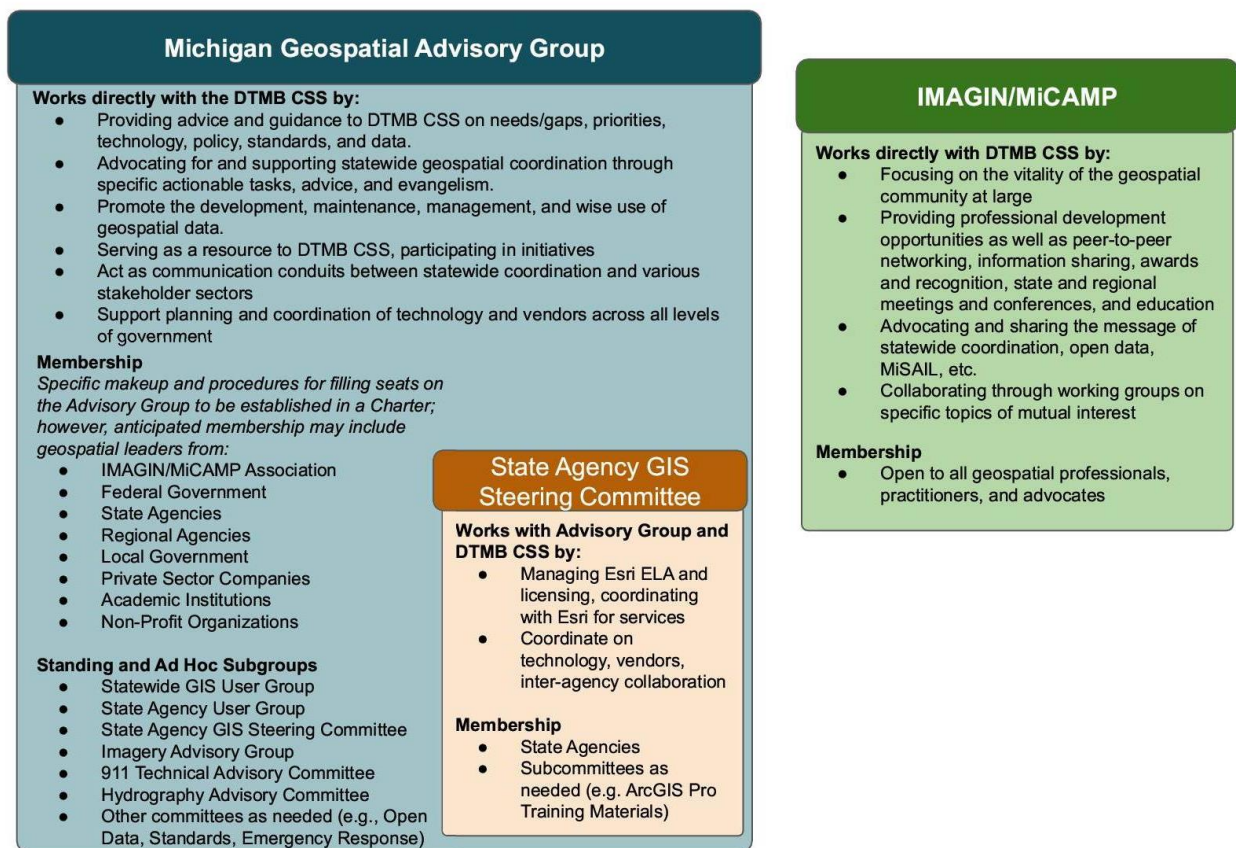 Michigan Geospatial Advisory Group
Works directly with the DTMB CSS by:
● Providing advice and guidance to DTMB CSS on needs/gaps, priorities,
technology, policy, standards, and data.
● Advocating for and supporting statewide geospatial coordination through
specific actionable tasks, advice, and evangelism.
● Promote the development, maintenance, management, and wise use of
geospatial data.
● Serving as a resource to DTMB CSS, participating in initiatives
● Act as communication conduits between statewide coordination and various
stakeholder sectors
● Support planning and coordination of technology and vendors across all levels
of government
Membership
Specific makeup and procedures for filling seats on
the Advisory Group to be established in a Charter;
however, anticipated membership may include
geospatial leaders from:
● IMAGIN/MiCAMP Association
● Federal Government
● State Agencies
● Regional Agencies
● Local Government
● Private Sector Companies
● Academic Institutions
● Non-Profit Organizations
Standing and Ad Hoc Subgroups
● Statewide GIS User Group
● State Agency User Group
● State Agency GIS Steering Committee
● Imagery Advisory Group
● 911 Technical Advisory Committee
● Hydrography Advisory Committee
● Other committees as needed (e.g., Open
Data, Standards, Emergency Response)
State Agency GIS
Steering Committee
Works with Advisory Group and
DTMB CSS by:
● Managing Esri ELA and
licensing, coordinating
with Esri for services
● Coordinate on
technology, vendors,
inter-agency collaboration
Membership
● State Agencies
● Subcommittees as
needed (e.g. ArcGIS Pro
Training Materials)
IMAGIN/MiCAMP
Works directly with DTMB CSS by:
● Focusing on the vitality of the geospatial
community at large
● Providing professional development
opportunities as well as peer-to-peer
networking, information sharing, awards
and recognition, state and regional
meetings and conferences, and education
● Advocating and sharing the message of
statewide coordination, open data,
MiSAIL, etc.
● Collaborating through working groups on
specific topics of mutual interest
Membership
● Open to all geospatial professionals,
practitioners, and advocates